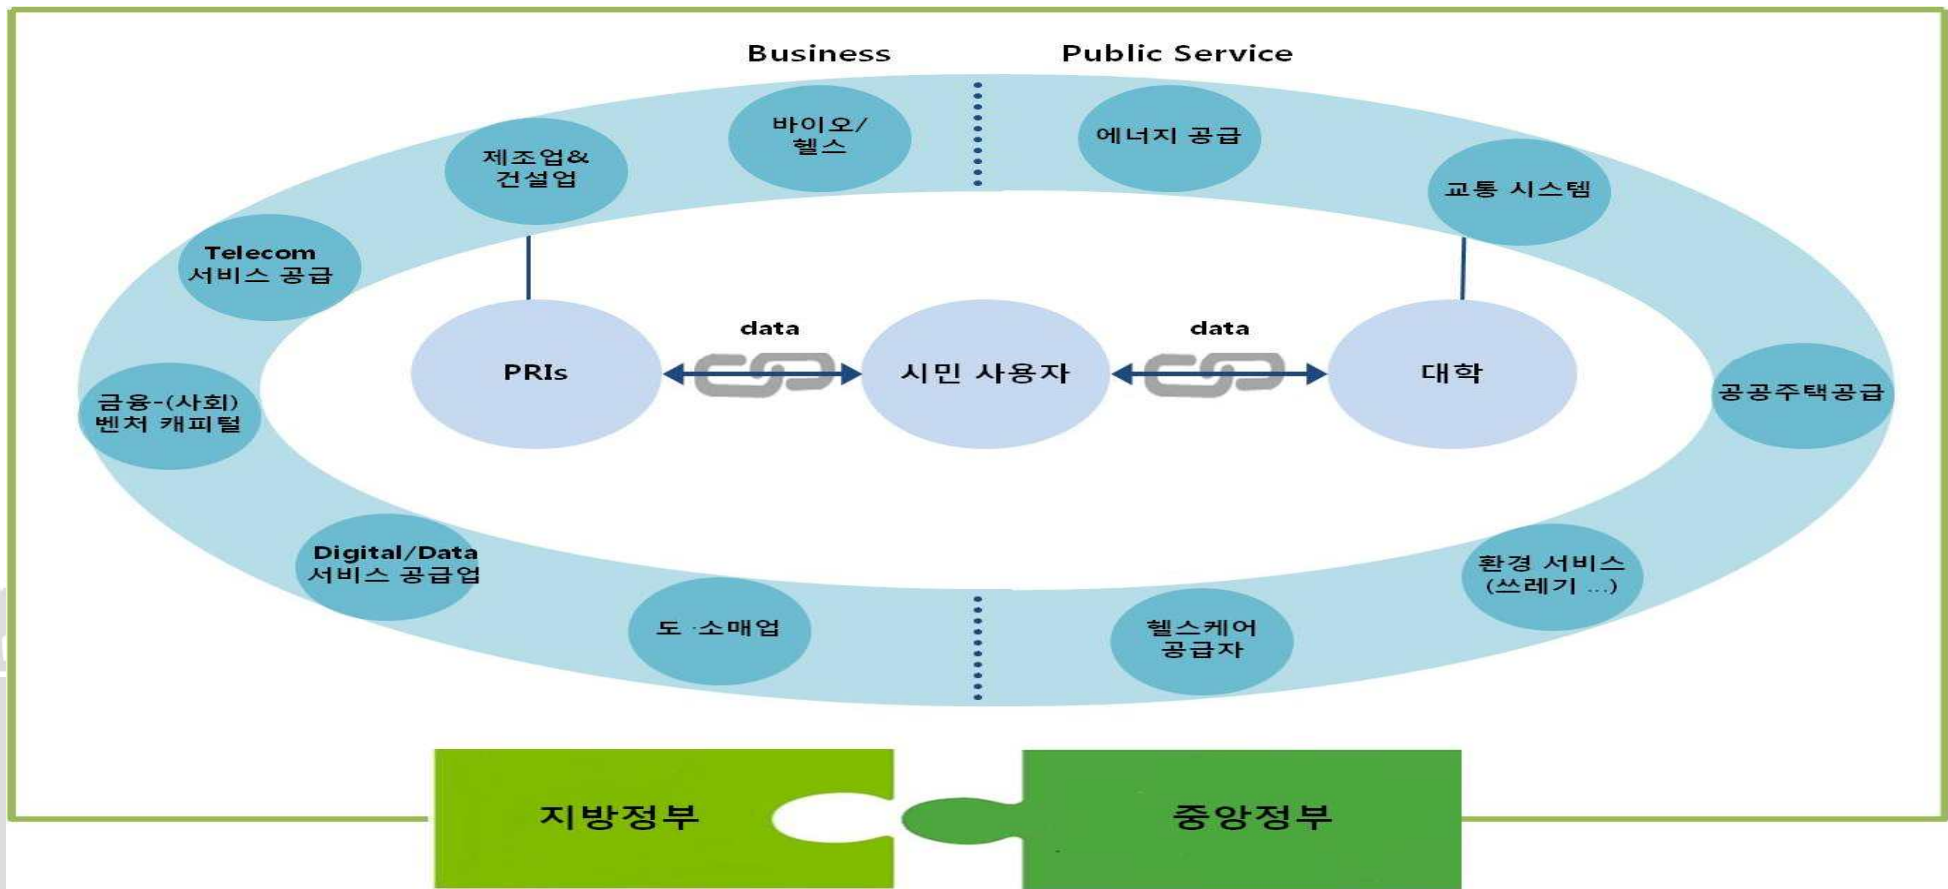 Business
Public Service
바이오/
헬스
에너지 공급
제조업&
건설업
교통 시스템
Telecom
서비스 공급
data
data
PRIs
시민 사용자
대학
금융-(사회)
벤처 캐피털
공공주택공급
Digital/Data
서비스 공급업
환경 서비스
(쓰레기 ...)
도·소매업
헬스케어
공급자
지방정부
중앙정부